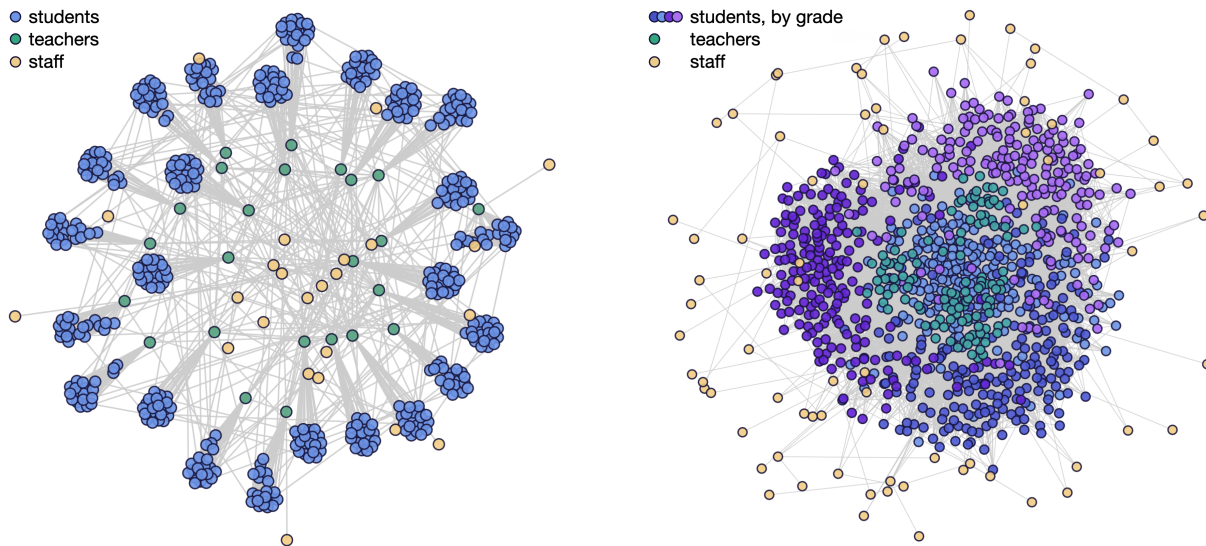 students
teachers
staff
students, by grade
teachers
staff